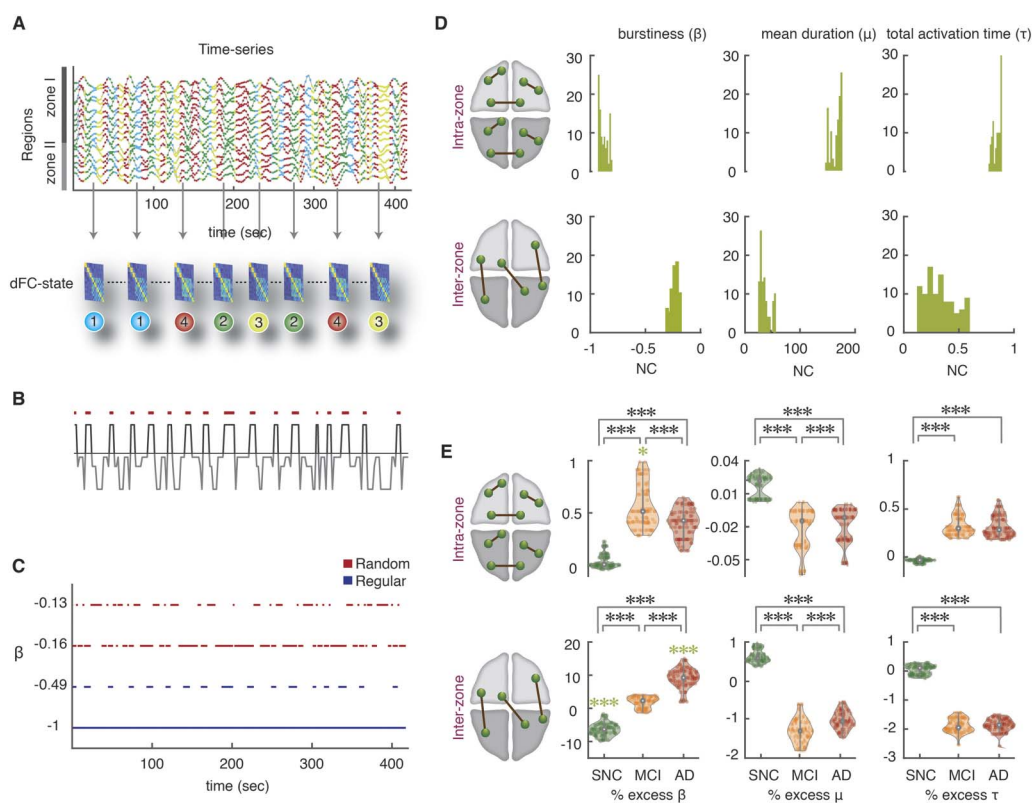 A
Time-series
Regions
zone I
zone II
100 200 300 400
time (sec)
dFC-state
1 1 4 2 3 2 4 3
B
C
Random
Regular
β
-0.13
-0.16
-0.49
-1
100 200 300 400
time (sec)
D
burstiness (β) mean duration (μ) total activation time (τ)
Intra-zone
30 30 30
20 20 20
10 10 10
0 0 0
Inter-zone
30 30 30
20 20 20
10 10 10
0 0 0
-1 -0.5 0 0 100 200 0 0.5 1
NC NC NC
E
*** *** ***
*** *** *** *** ***
*
Intra-zone
1 0.04 1
0.01
0.5 -0.02 0.5
-0.05
0 0
*** *** ***
*** *** *** *** ***
Inter-zone
20 1 1
10 0 0
0 -1 -1
-10 -2 -2
-3
*** ***
SNC MCI AD SNC MCI AD SNC MCI AD
% excess β % excess μ % excess τ